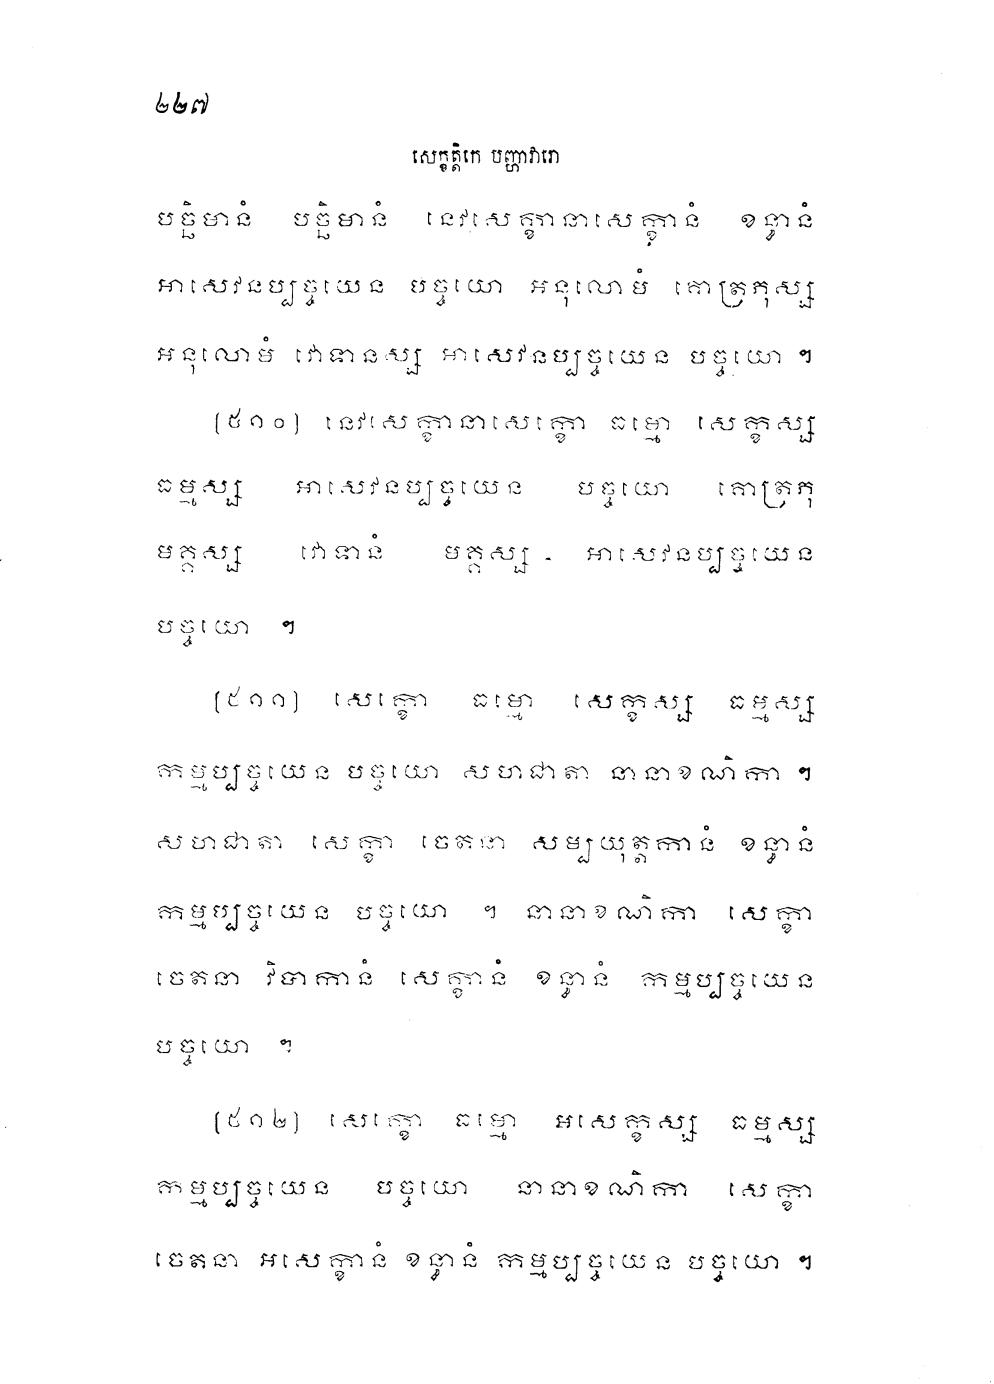 ២២៧
សេក្ខត្តិកេ បញ្ហាវារោ
បច្ឆិមានំ បច្ឆិមានំ នេវសេក្ខានាសេក្ខានំ ខន្ធានំ
អាសេវនប្បច្ចយេន បច្ចយោ អនុលោមំ គោត្រភុស្ស
អនុលោមំ វោទានស្ស អាសេវនប្បច្ចយេន បច្ចយោ ។
(៥១០) នេវសេក្ខានាសេក្ខោ ធម្មោ សេក្ខស្ស
ធម្មស្ស អាសេវនប្បច្ចយេន បច្ចយោ គោត្រភុ
មគ្គស្ស វោទានំ មគ្គស្ស អាសេវនប្បច្ចយេន
បច្ចយោ ។
(៥១១) សេក្ខោ ធម្មោ សេក្ខស្ស ធម្មស្ស
កម្មប្បច្ចយេន បច្ចយោ សហជាតា នានាខណិកា ។
សហជាតា សេក្ខា ចេតនា សម្បយុត្តកានំ ខន្ធានំ
កម្មប្បច្ចយេន បច្ចយោ ។ នានាខណិកា សេក្ខា
ចេតនា វិបាកានំ សេក្ខានំ ខន្ធានំ កម្មប្បច្ចយេន
បច្ចយោ ។
(៥១២) សេក្ខោ ធម្មោ អសេក្ខស្ស ធម្មស្ស
កម្មប្បច្ចយេន បច្ចយោ នានាខណិកា សេក្ខា
ចេតនា អសេក្ខានំ ខន្ធានំ កម្មប្បច្ចយេន បច្ចយោ ។